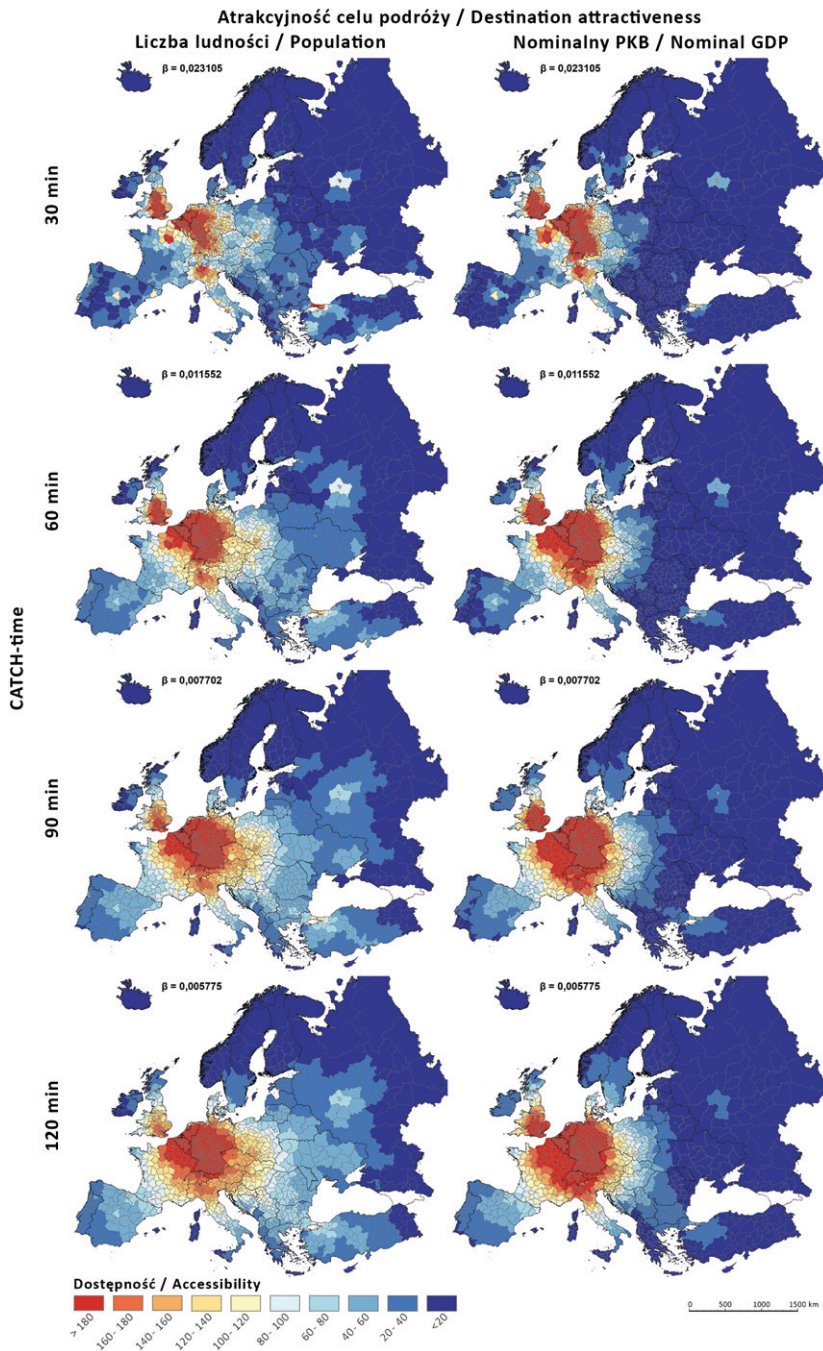 Atrakcyjność celu podróży / Destination attractiveness
Liczba ludności / Population
Nominalny PKB / Nominal GDP
β = 0,023105
β = 0,023105
30 min
β = 0,011552
β = 0,011552
60 min
CATCH-time
β = 0,007702
β = 0,007702
90 min
β = 0,005775
β = 0,005775
120 min
Dostępność / Accessibility
> 180
160- 180
140- 160
120- 140
100- 120
80- 100
60- 80
40- 60
20- 40
<20
0 500 1000 1500 km